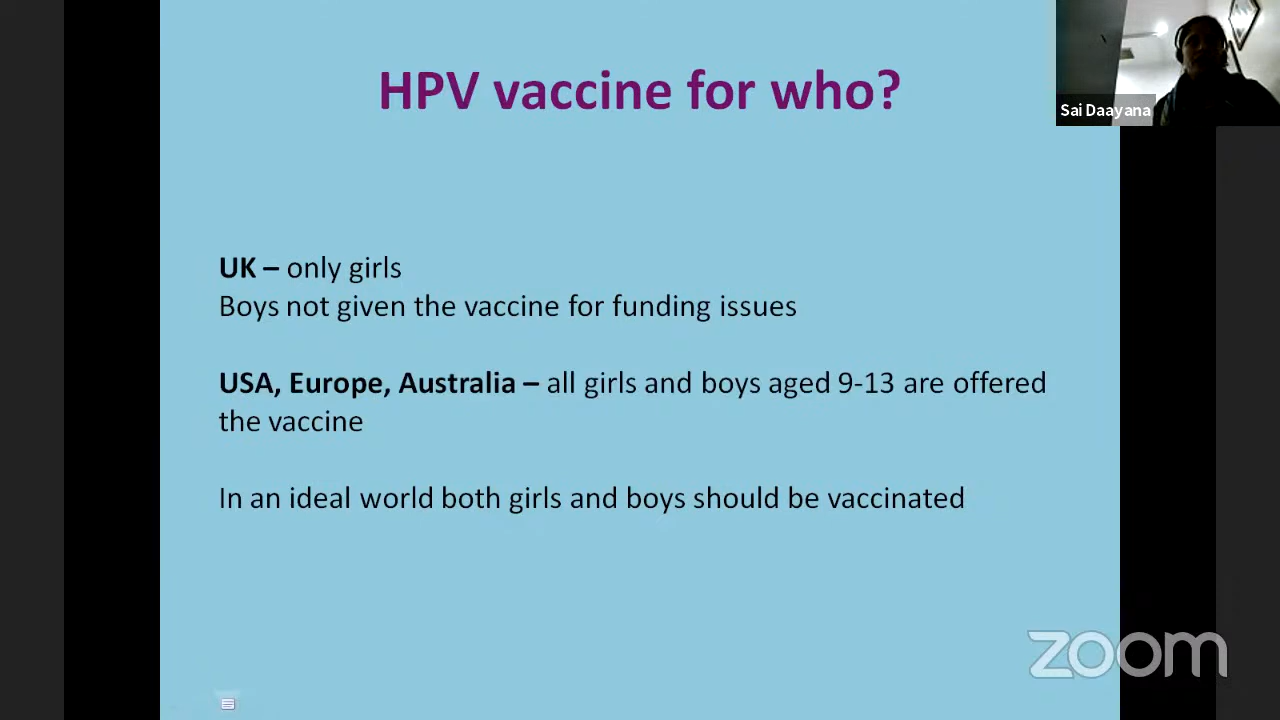 HPV vaccine for who?
Sai Daayana
UK – only girls
Boys not given the vaccine for funding issues
USA, Europe, Australia – all girls and boys aged 9-13 are offered
the vaccine
In an ideal world both girls and boys should be vaccinated
zoom